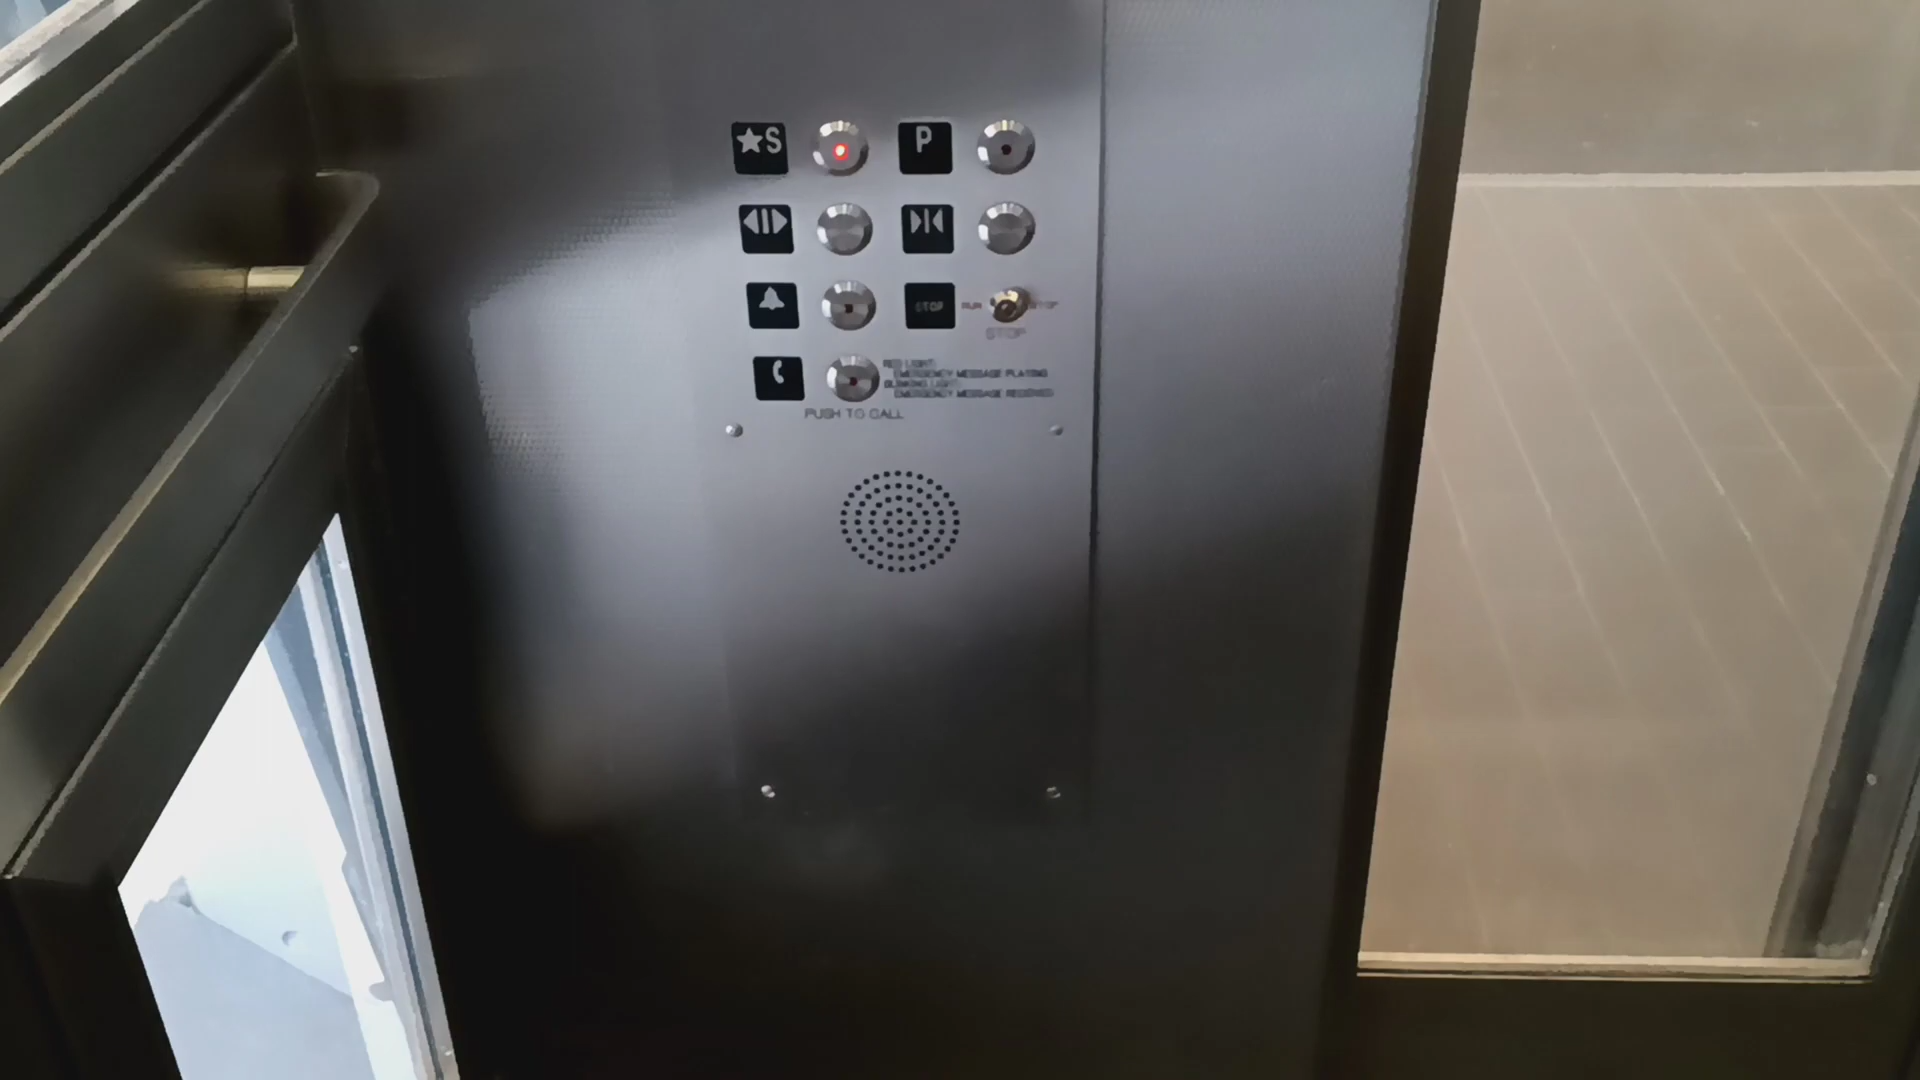 ★S P
STOP RUN STOP
STOP
RED LIGHT:
EMERGENCY MESSAGE PLAYING
BLINKING LIGHT:
EMERGENCY MESSAGE RECEIVED
PUSH TO CALL